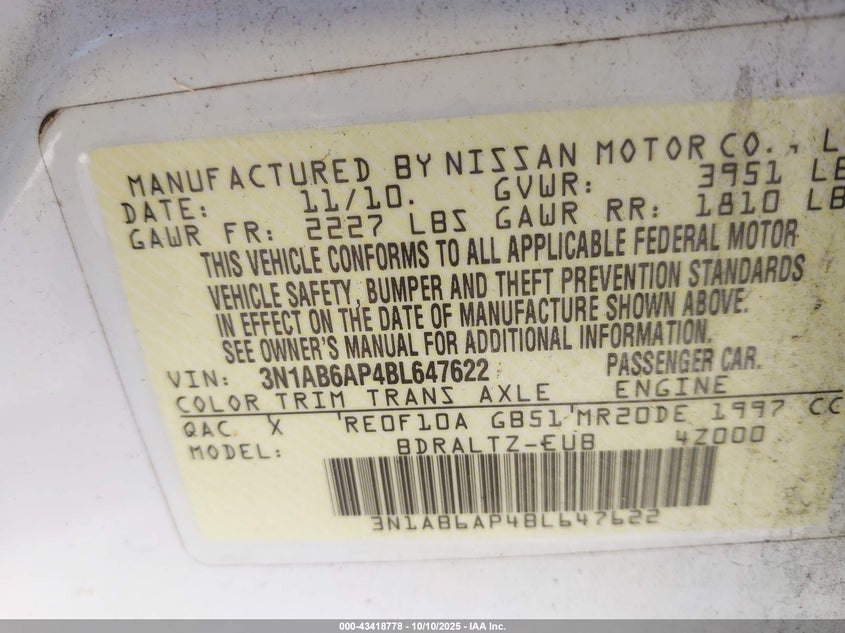 MANUFACTURED BY NISSAN MOTOR CO., L
DATE: 11/10. GVWR: 3951 LB
GAWR FR: 2227 LBS GAWR RR: 1810 LB
THIS VEHICLE CONFORMS TO ALL APPLICABLE FEDERAL MOTOR
VEHICLE SAFETY, BUMPER AND THEFT PREVENTION STANDARDS
IN EFFECT ON THE DATE OF MANUFACTURE SHOWN ABOVE.
SEE OWNER'S MANUAL FOR ADDITIONAL INFORMATION.
VIN: 3N1AB6AP4BL647622 PASSENGER CAR.
COLOR TRIM TRANS AXLE ENGINE
QAC X RE0F10A GB51 MR20DE 1997 CC
MODEL: BDRALTZ-EUB 4Z000
3N1AB6AP4BL647622
000-43418778 - 10/10/2025 - IAA Inc.